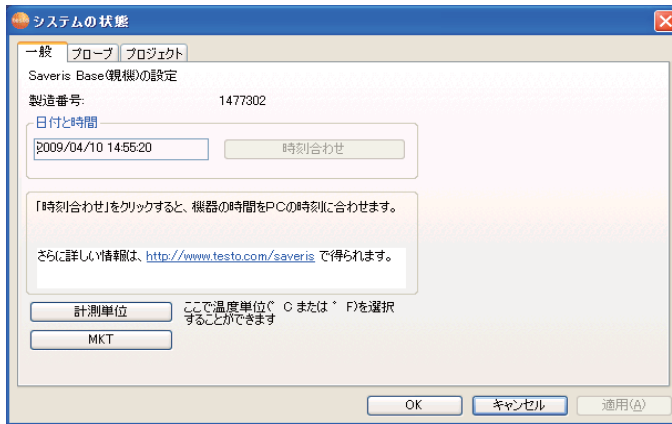 システムの状態
一般 プローブ プロジェクト
Saveris Base(親機)の設定
製造番号: 1477302
日付と時間
2009/04/10 14:55:20 時刻合わせ
「時刻合わせ」をクリックすると、機器の時間をPCの時刻に合わせます。
さらに詳しい情報は、http://www.testo.com/saveris で得られます。
計測単位 ここで温度単位(゜C または ゜F)を選択
することができます
MKT
OK キャンセル 適用(A)